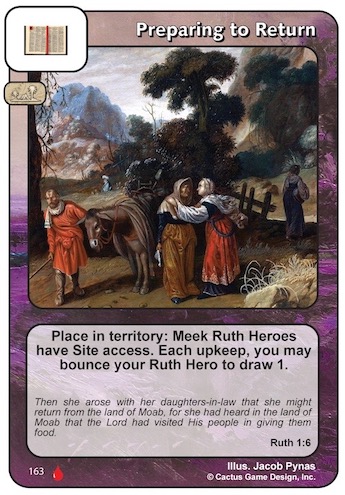 Preparing to Return
Place in territory: Meek Ruth Heroes
have Site access. Each upkeep, you may
bounce your Ruth Hero to draw 1.
Then she arose with her daughters-in-law that she might
return from the land of Moab, for she had heard in the land of
Moab that the Lord had visited His people in giving them
food.
Ruth 1:6
163
Illus. Jacob Pynas
© Cactus Game Design, Inc.